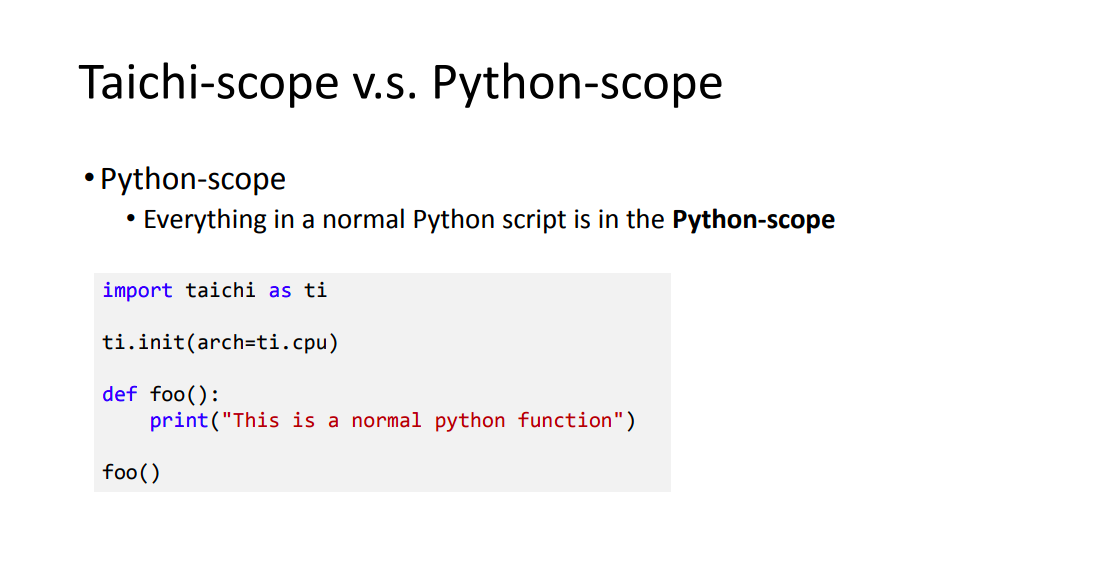 Taichi-scope v.s. Python-scope
• Python-scope
• Everything in a normal Python script is in the Python-scope
import taichi as ti
ti.init(arch=ti.cpu)
def foo():
    print("This is a normal python function")
foo()